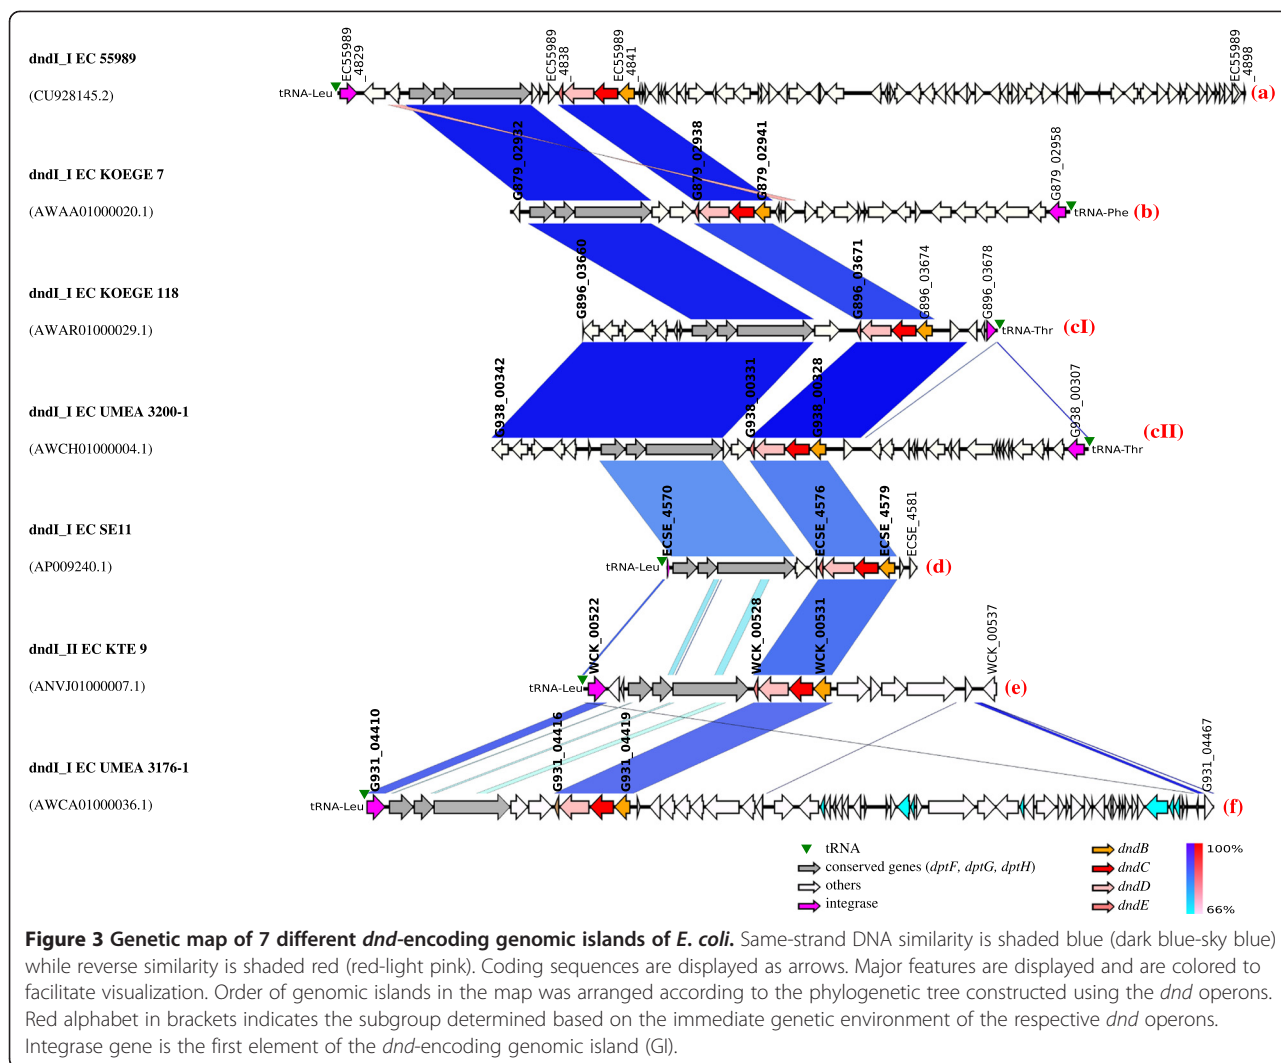 EC55989
_4829
EC55989
_4838
EC55989
_4841
EC55989
_4898
dndI_I EC 55989
(CU928145.2)
tRNA-Leu
(a)
G879_02932
G879_02938
G879_02941
G879_02958
dndI_I EC KOEGE 7
(AWAA01000020.1)
tRNA-Phe
(b)
G896_03660
G896_03671
G896_03674
G896_03678
dndI_I EC KOEGE 118
(AWAR01000029.1)
tRNA-Thr
(cI)
G938_00342
G938_00331
G938_00328
G938_00307
dndI_I EC UMEA 3200-1
(AWCH01000004.1)
tRNA-Thr
(cII)
ECSE_4570
ECSE_4576
ECSE_4579
ECSE_4581
dndI_I EC SE11
(AP009240.1)
tRNA-Leu
(d)
WCK_00522
WCK_00528
WCK_00531
WCK_00537
dndI_II EC KTE 9
(ANVJ01000007.1)
tRNA-Leu
(e)
G931_04410
G931_04416
G931_04419
G931_04467
dndI_I EC UMEA 3176-1
(AWCA01000036.1)
tRNA-Leu
(f)
tRNA
conserved genes (dptF, dptG, dptH)
others
integrase
dndB
dndC
dndD
dndE
100%
66%
Figure 3 Genetic map of 7 different dnd-encoding genomic islands of E. coli. Same-strand DNA similarity is shaded blue (dark blue-sky blue)
while reverse similarity is shaded red (red-light pink). Coding sequences are displayed as arrows. Major features are displayed and are colored to
facilitate visualization. Order of genomic islands in the map was arranged according to the phylogenetic tree constructed using the dnd operons.
Red alphabet in brackets indicates the subgroup determined based on the immediate genetic environment of the respective dnd operons.
Integrase gene is the first element of the dnd-encoding genomic island (GI).